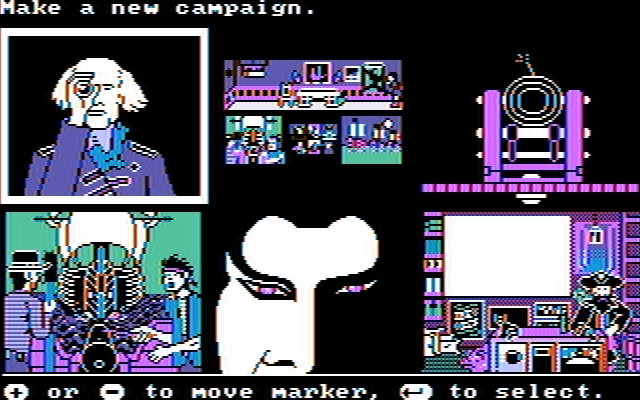 Make a new campaign.
+ or - to move marker, ↵ to select.